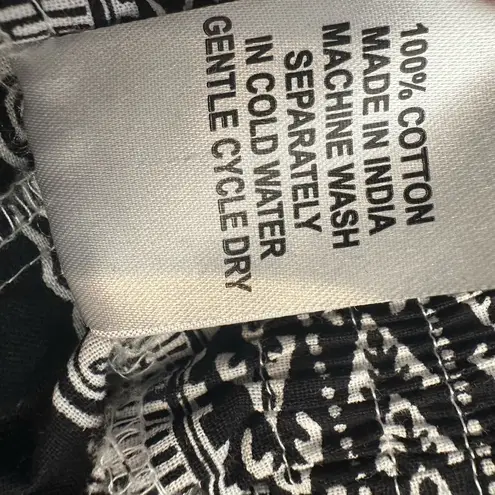 100% COTTON
MADE IN INDIA
MACHINE WASH
SEPARATELY
IN COLD WATER
GENTLE CYCLE DRY